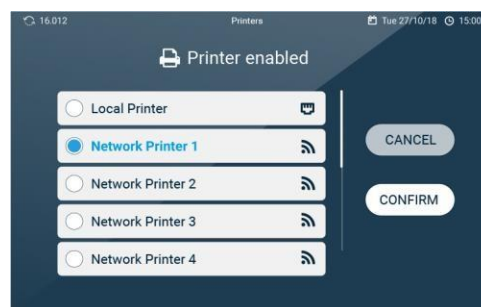 16.012 Printers Tue 27/10/18 15:00
Printer enabled
Local Printer
Network Printer 1
Network Printer 2
Network Printer 3
Network Printer 4
CANCEL
CONFIRM